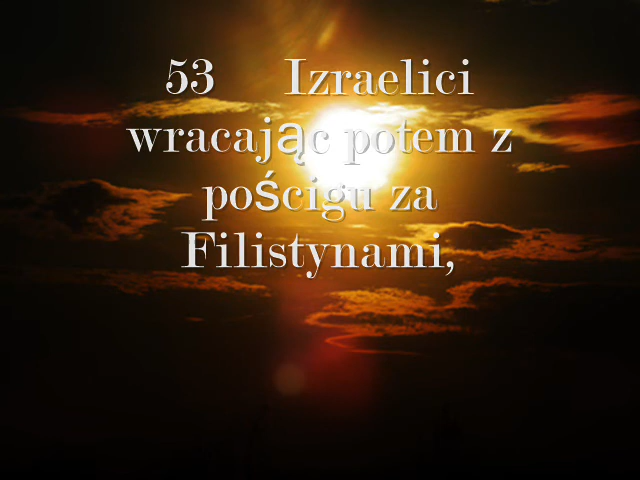 53 Izraelici
wracając potem z
pościgu za
Filistynami,